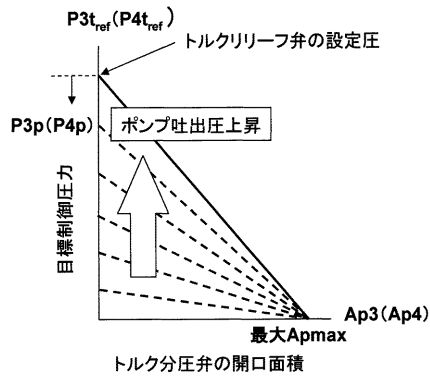 P3tref(P4tref)
トルクリリーフ弁の設定圧
P3p(P4p)
ポンプ吐出圧上昇
目標制御圧力
Ap3(Ap4)
最大Apmax
トルク分圧弁の開口面積